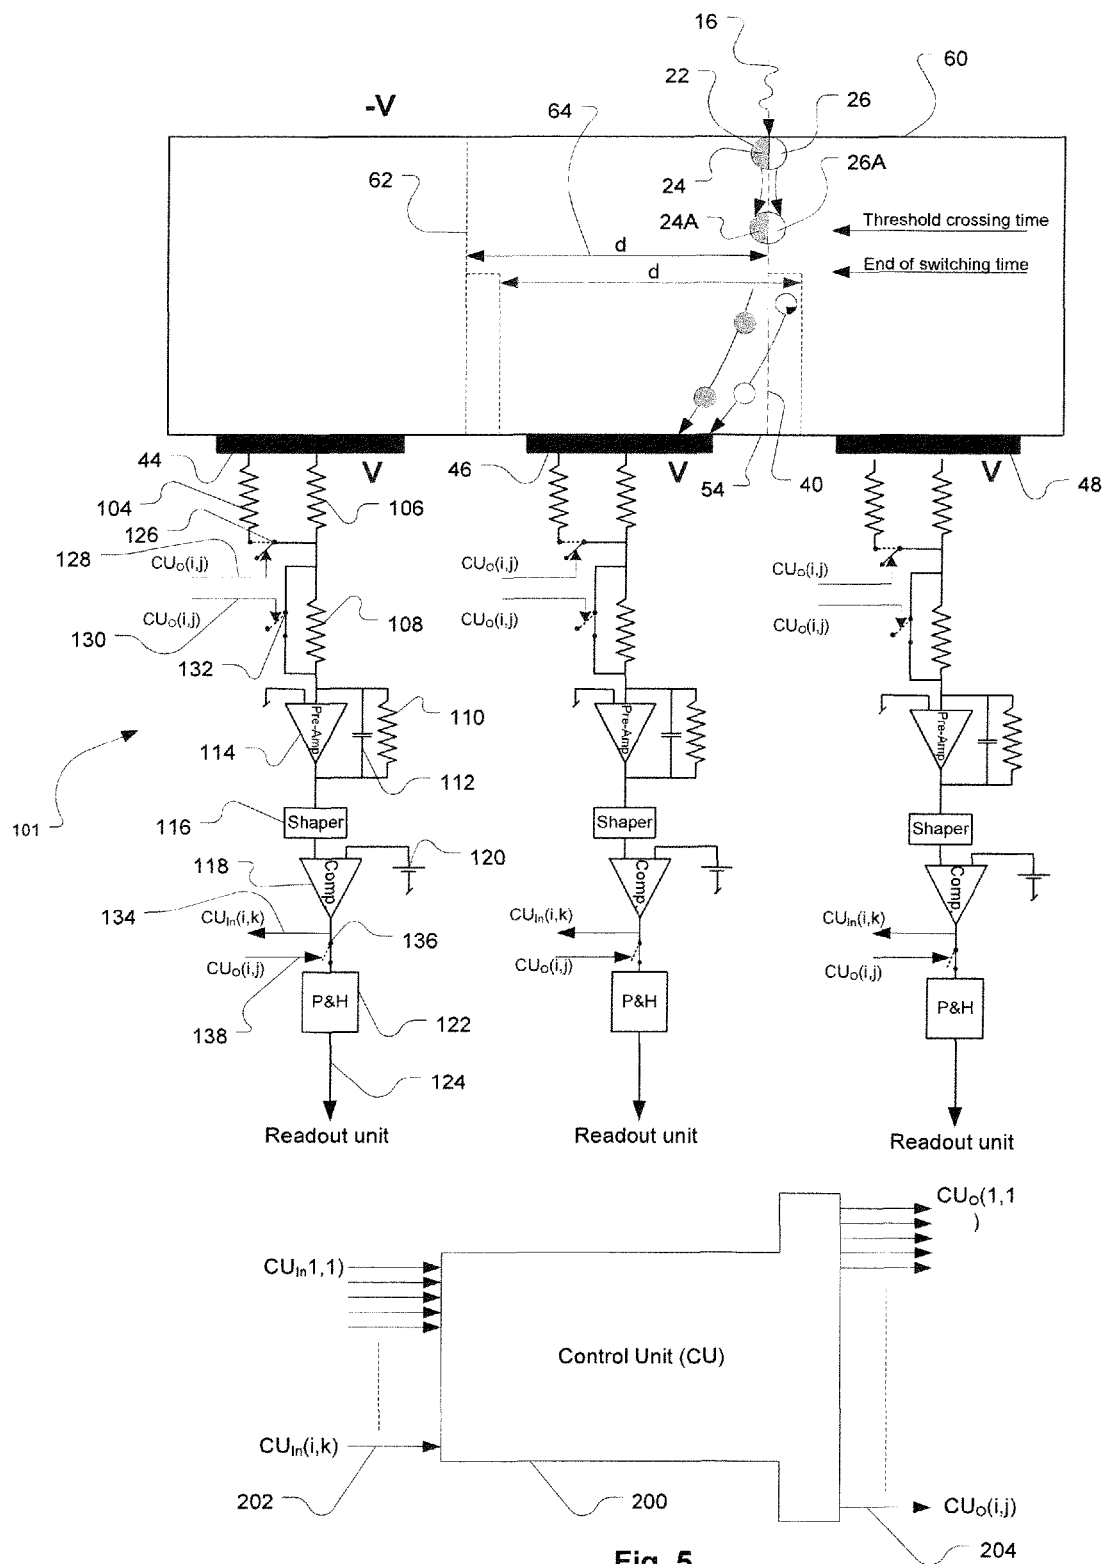 16
60
22
-V
64
26
62
24
26A
24A
Threshold crossing time
d
End of switching time
d
44
V
46
V
54
40
V
48
104
106
126
128
CUO(i,j)
CUO(i,j)
CUO(i,j)
130
CUO(i,j)
108
CUO(i,j)
CUO(i,j)
132
110
114
Pre-Amp
Pre-Amp
Pre-Amp
112
101
116
Shaper
Shaper
Shaper
118
120
Comp.
Comp.
Comp.
134
CUIn(i,k)
136
CUIn(i,k)
CUIn(i,k)
CUO(i,j)
CUO(i,j)
CUO(i,j)
138
P&H
122
P&H
P&H
124
Readout unit
Readout unit
Readout unit
CUO(1,1
)
CUIn1,1)
Control Unit (CU)
CUIn(i,k)
202
200
CUO(i,j)
204
Fig. 5